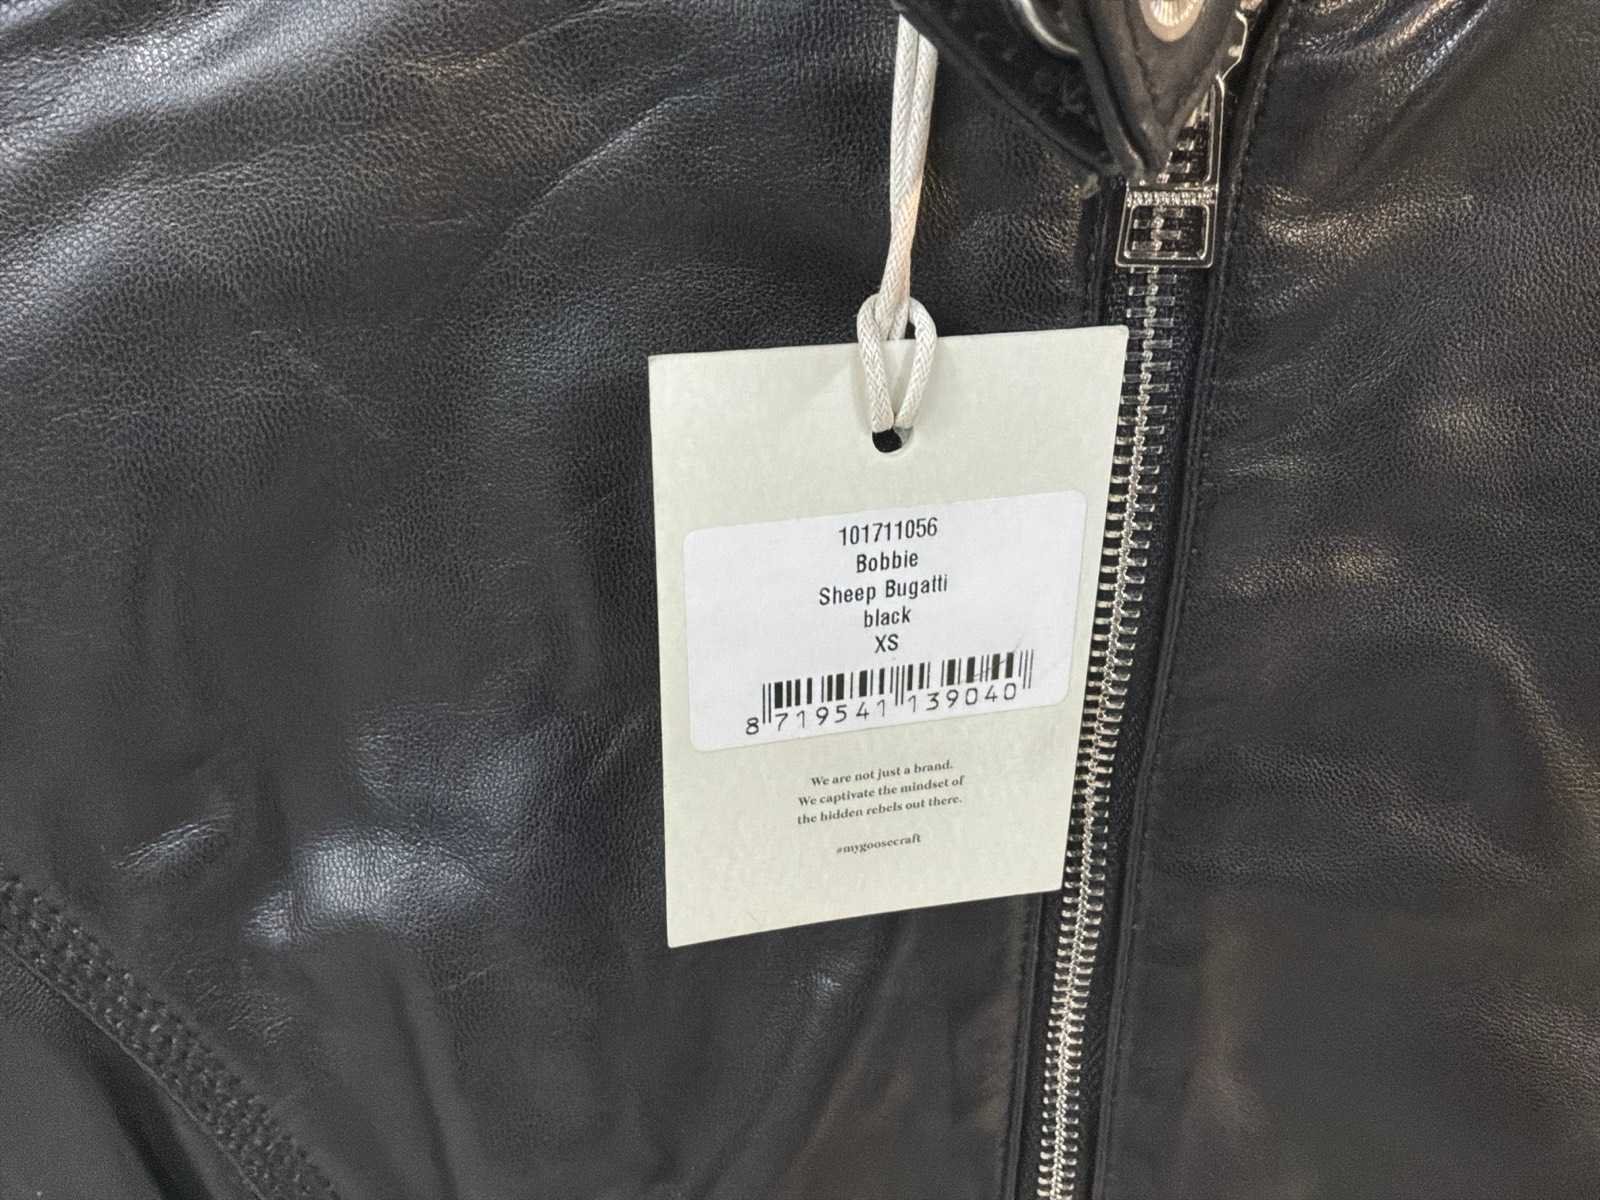 101711056
Bobbie
Sheep Bugatti
black
XS
8 719541 139040
We are not just a brand.
We captivate the mindset of
the hidden rebels out there.
#mygoosecraft